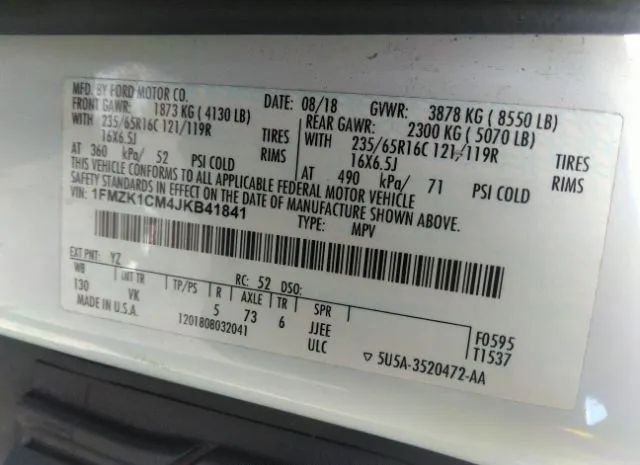 MFD. BY FORD MOTOR CO.
DATE: 08/18 GVWR: 3878 KG ( 8550 LB)
FRONT GAWR: 1873 KG ( 4130 LB)
REAR GAWR: 2300 KG ( 5070 LB)
WITH 235/65R16C 121/119R TIRES
WITH 235/65R16C 121/119R TIRES
16X6.5J RIMS
16X6.5J RIMS
AT 360 kPa/ 52 PSI COLD
AT 490 kPa/ 71 PSI COLD
THIS VEHICLE CONFORMS TO ALL APPLICABLE FEDERAL MOTOR VEHICLE
SAFETY STANDARDS IN EFFECT ON THE DATE OF MANUFACTURE SHOWN ABOVE.
VIN: 1FMZK1CM4JKB41841
TYPE: MPV
EXT PNT: YZ RC: 52 DSO:
WB INT TR TP/PS R AXLE TR SPR
130 VK 5 73 6 JJEE
MADE IN U.S.A. 1201808032041 ULC
F0595
T1537
▽ 5U5A-3520472-AA